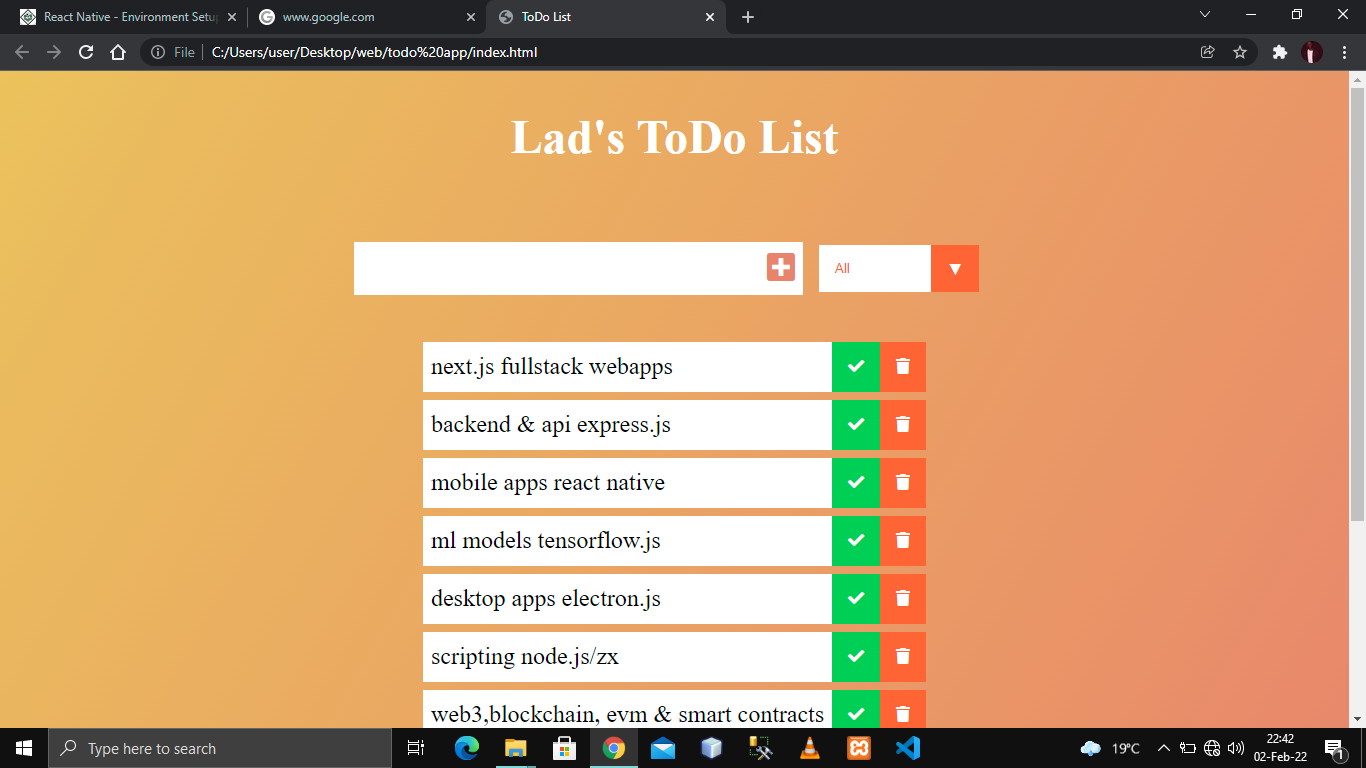 React Native - Environment Setup
www.google.com
ToDo List
File
C:/Users/user/Desktop/web/todo%20app/index.html
Lad's ToDo List
All
next.js fullstack webapps
backend & api express.js
mobile apps react native
ml models tensorflow.js
desktop apps electron.js
scripting node.js/zx
web3,blockchain, evm & smart contracts
Type here to search
19°C
22:42
02-Feb-22
1